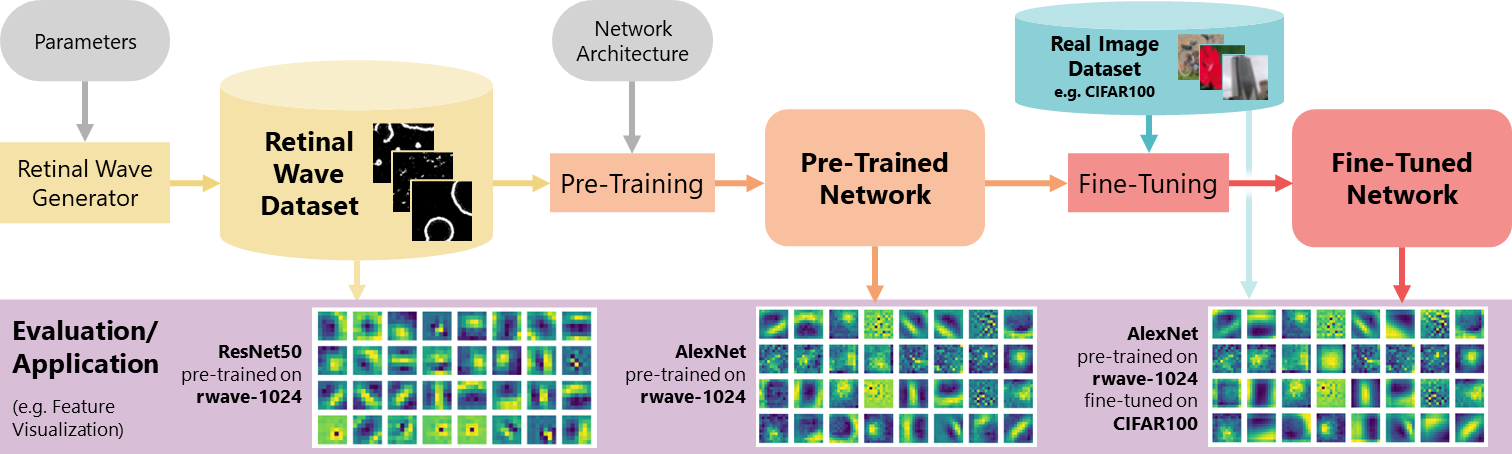 Parameters
Network
Architecture
Real Image
Dataset
e.g. CIFAR100
Retinal Wave
Generator
Retinal
Wave
Dataset
Pre-Training
Pre-Trained
Network
Fine-Tuning
Fine-Tuned
Network
Evaluation/
Application
(e.g. Feature
Visualization)
ResNet50
pre-trained on
rwave-1024
AlexNet
pre-trained on
rwave-1024
AlexNet
pre-trained on
rwave-1024
fine-tuned on
CIFAR100